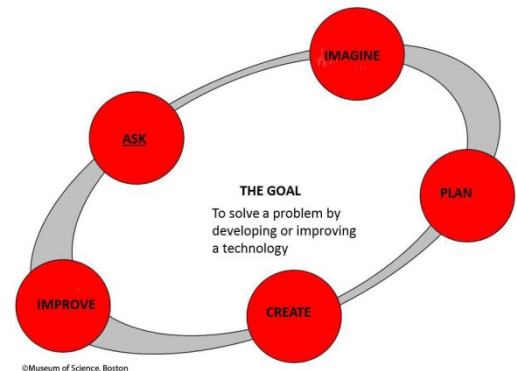 IMAGINE
ASK
PLAN
THE GOAL
To solve a problem by
developing or improving
a technology
IMPROVE
CREATE
©Museum of Science. Boston